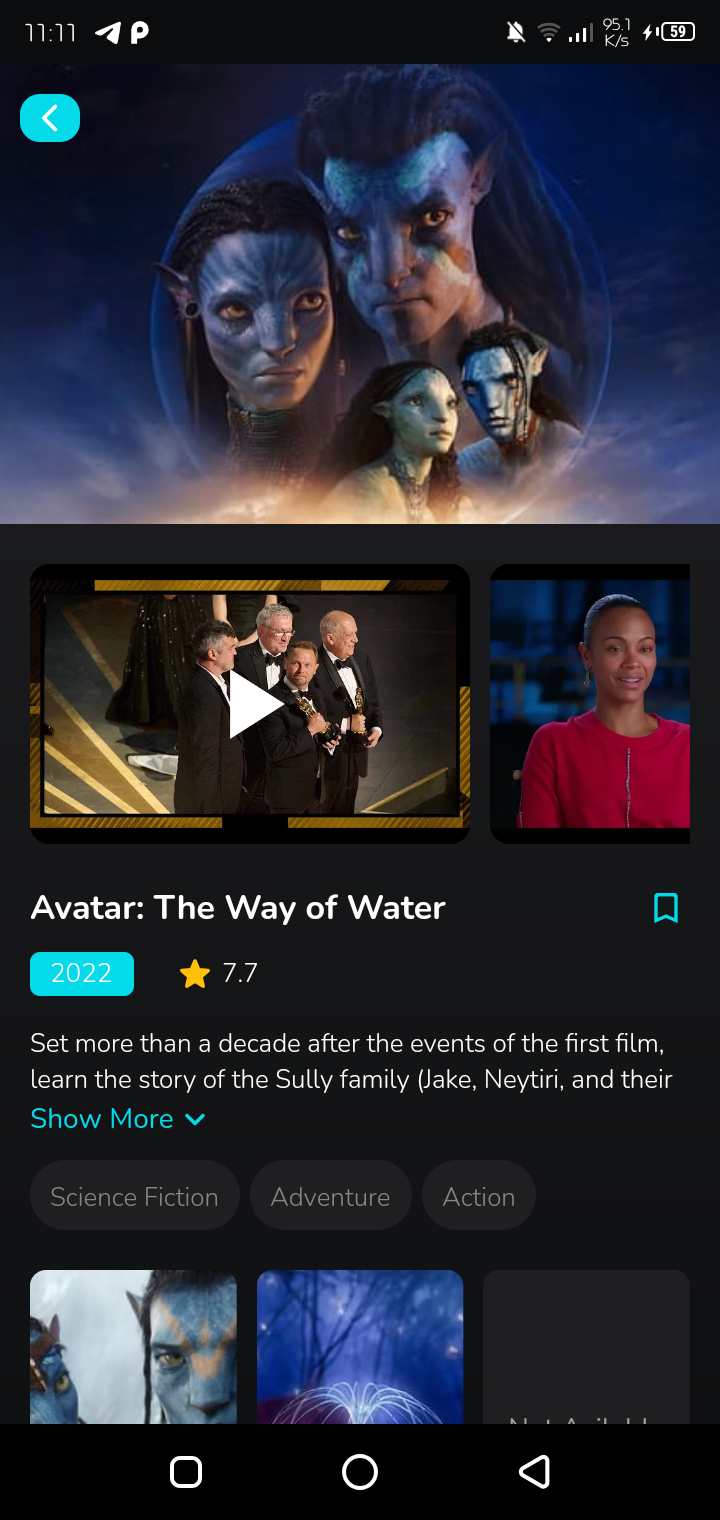 11:11
95.1
K/s
59
Avatar: The Way of Water
2022
7.7
Set more than a decade after the events of the first film,
learn the story of the Sully family (Jake, Neytiri, and their
Show More
Science Fiction
Adventure
Action